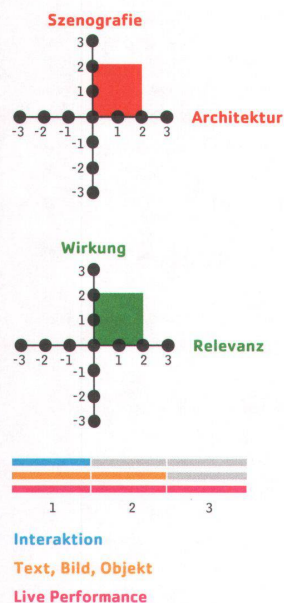 Szenografie
3
2
1
-3 -2 -1 1 2 3 Architektur
-1
-2
-3
Wirkung
3
2
1
-3 -2 -1 1 2 3 Relevanz
-1
-2
-3
1 2 3
Interaktion
Text, Bild, Objekt
Live Performance